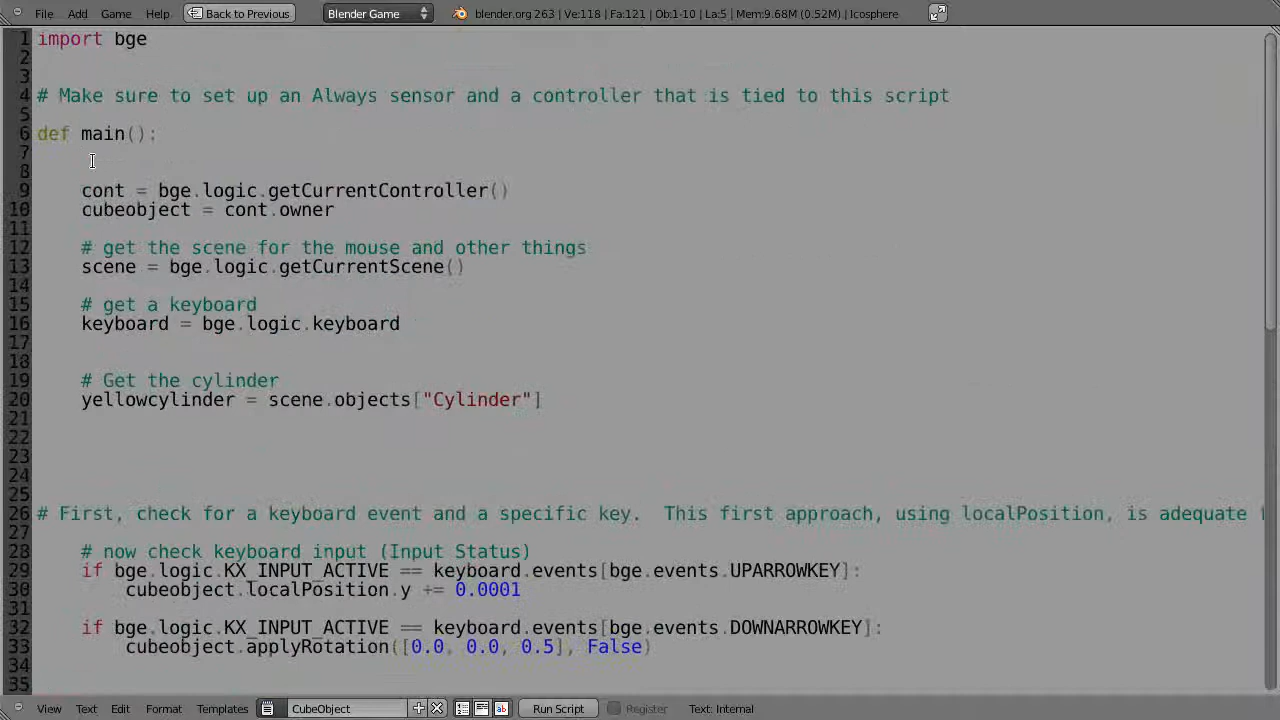 File Add Game Help Back to Previous Blender Game blender.org 263 | Ve:118 | Fa:121 | Ob:1-10 | La:5 | Mem:9.68M (0.52M) | Icosphere
1 import bge
2
3
4 # Make sure to set up an Always sensor and a controller that is tied to this script
5
6 def main():
7
8
9 cont = bge.logic.getCurrentController()
10 cubeobject = cont.owner
11
12 # get the scene for the mouse and other things
13 scene = bge.logic.getCurrentScene()
14
15 # get a keyboard
16 keyboard = bge.logic.keyboard
17
18
19 # Get the cylinder
20 yellowcylinder = scene.objects["Cylinder"]
21
22
23
24
25
26 # First, check for a keyboard event and a specific key.  This first approach, using localPosition, is adequate
27
28 # now check keyboard input (Input Status)
29 if bge.logic.KX_INPUT_ACTIVE == keyboard.events[bge.events.UPARROWKEY]:
30 cubeobject.localPosition.y += 0.0001
31
32 if bge.logic.KX_INPUT_ACTIVE == keyboard.events[bge.events.DOWNARROWKEY]:
33 cubeobject.applyRotation([0.0, 0.0, 0.5], False)
34
35
View Text Edit Format Templates CubeObject Run Script Register Text: Internal